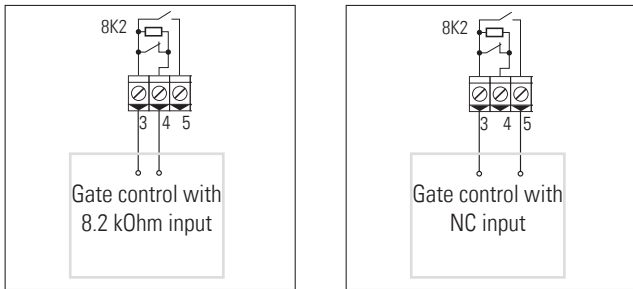 8K2
3 4 5
Gate control with
8.2 kOhm input
8K2
3 4 5
Gate control with
NC input